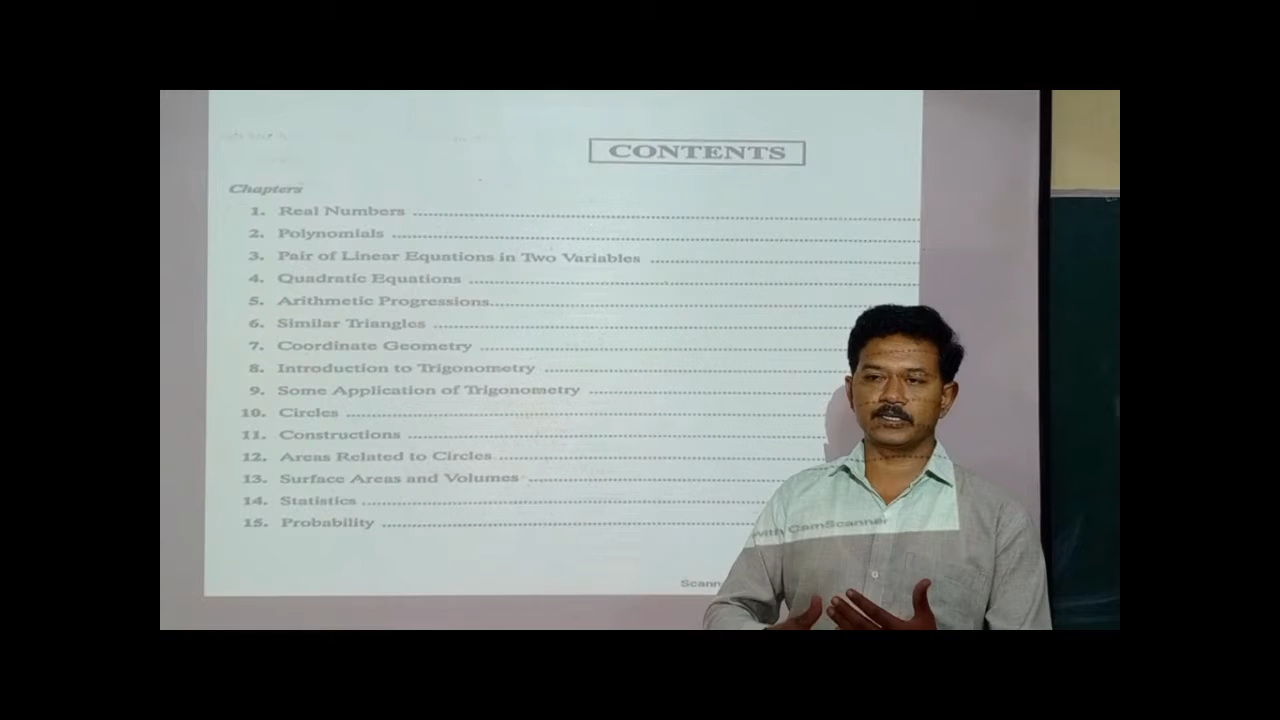 CONTENTS
Chapters
1. Real Numbers
2. Polynomials
3. Pair of Linear Equations in Two Variables
4. Quadratic Equations
5. Arithmetic Progressions
6. Similar Triangles
7. Coordinate Geometry
8. Introduction to Trigonometry
9. Some Application of Trigonometry
10. Circles
11. Constructions
12. Areas Related to Circles
13. Surface Areas and Volumes
14. Statistics
15. Probability
with CamScanner
Scann